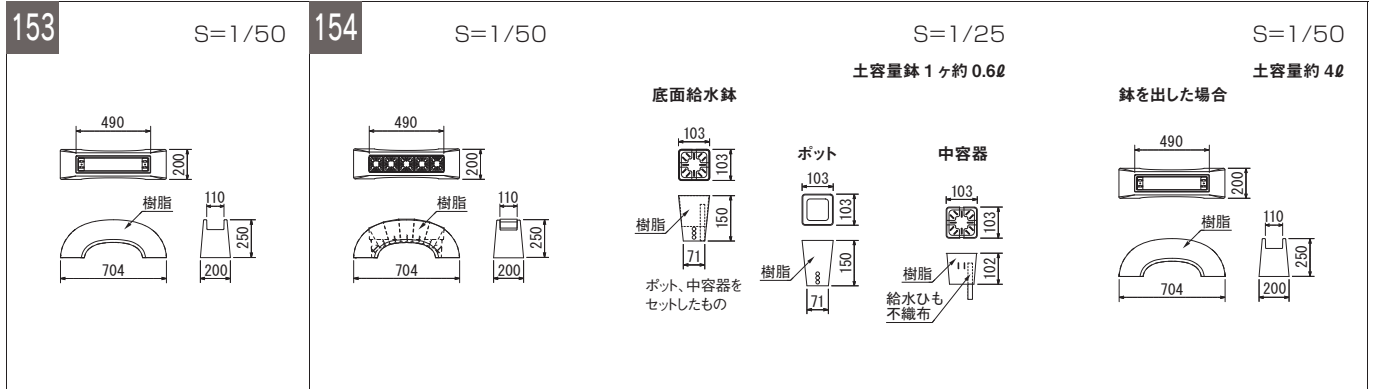 153
S=1/50
490
200
樹脂
110
250
704
200
154
S=1/50
490
200
樹脂
110
250
704
200
S=1/25
土容量鉢1ヶ約0.6ℓ
底面給水鉢
103
103
樹脂
150
71
ポット、中容器を
セットしたもの
ポット
103
103
樹脂
150
71
中容器
103
103
樹脂
102
給水ひも
不織布
S=1/50
土容量約4ℓ
鉢を出した場合
490
200
樹脂
110
250
704
200